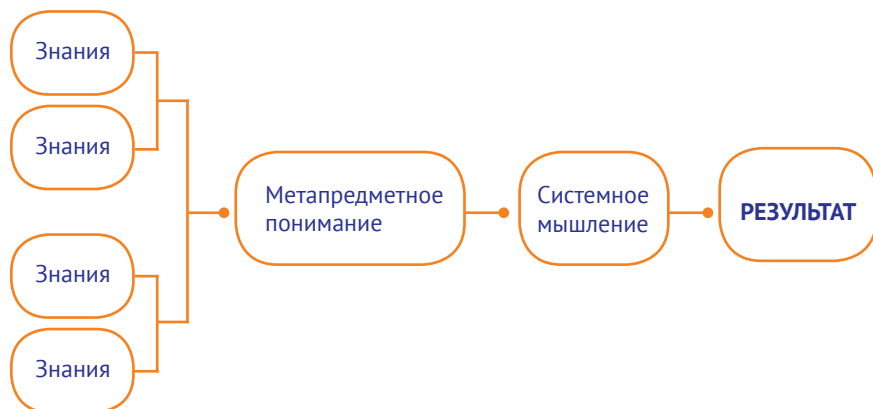 Знания
Знания
Знания
Знания
Метапредметное
понимание
Системное
мышление
РЕЗУЛЬТАТ